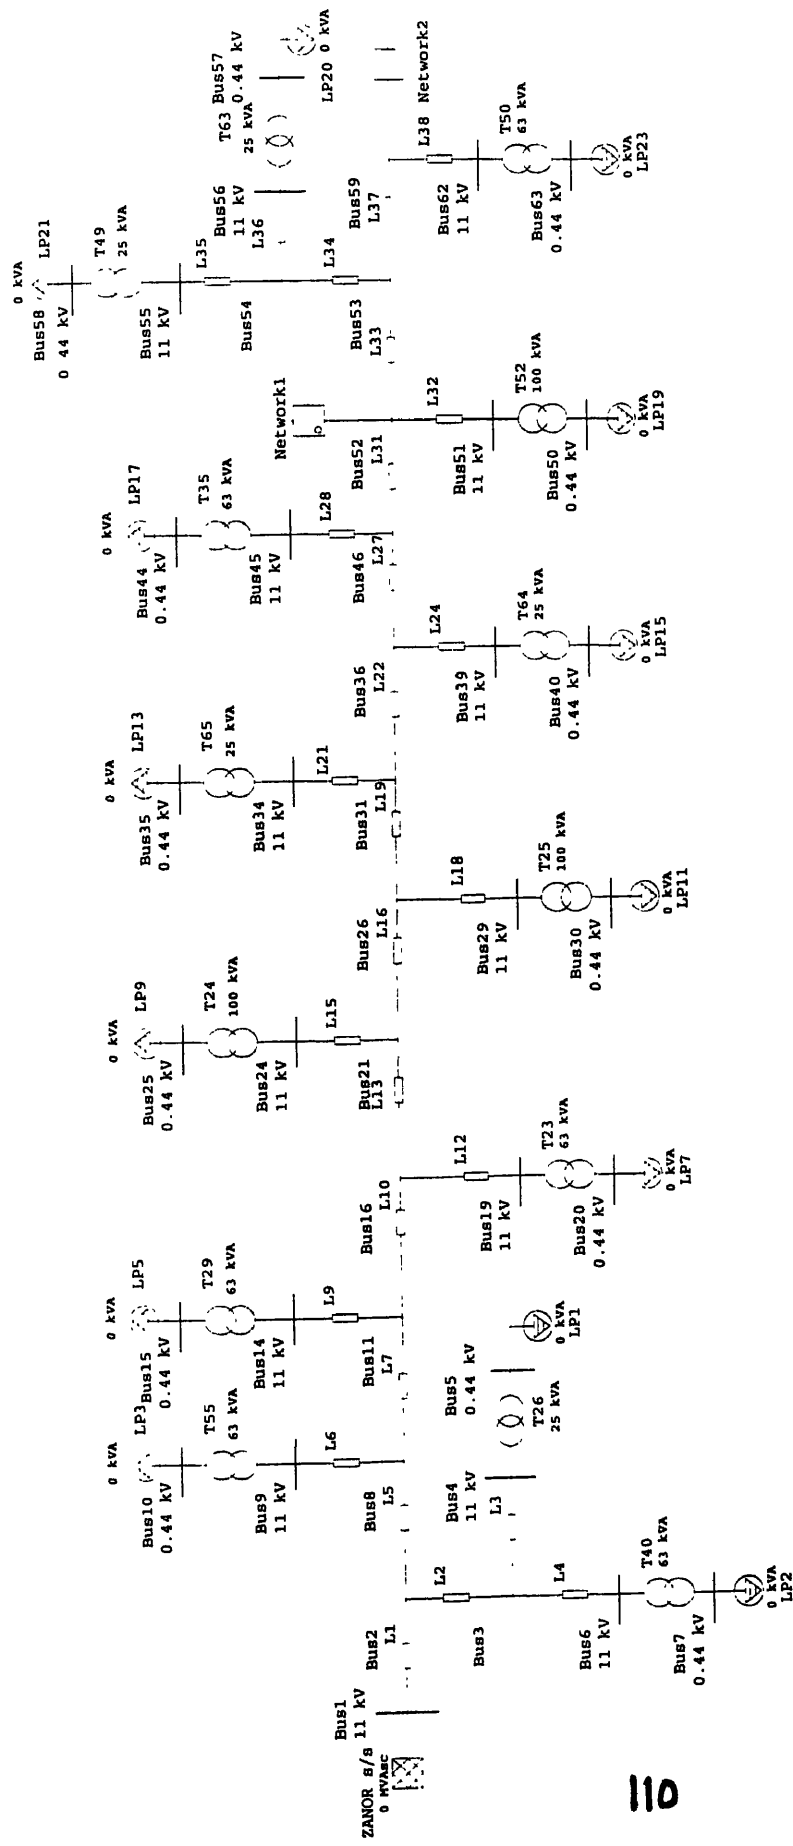 ZANOR s/s
0 MVAsc
Bus1
11 kV
Bus2
L1
L2
Bus3
L4
Bus6
11 kV
T40
63 kVA
Bus7
0.44 kV
0 kVA
LP2
Bus4
11 kV
L3
T26
25 kVA
Bus5
0.44 kV
0 kVA
LP1
0 kVA
LP3
Bus10
0.44 kV
T55
63 kVA
Bus9
11 kV
L6
Bus8
L5
0 kVA
LP5
Bus15
0.44 kV
T29
63 kVA
Bus14
11 kV
L9
Bus11
L7
Bus16
L10
L12
Bus19
11 kV
T23
63 kVA
Bus20
0.44 kV
0 kVA
LP7
0 kVA
LP9
Bus25
0.44 kV
T24
100 kVA
Bus24
11 kV
L15
Bus21
L13
Bus26
L16
L18
Bus29
11 kV
T25
100 kVA
Bus30
0.44 kV
0 kVA
LP11
0 kVA
LP13
Bus35
0.44 kV
T65
25 kVA
Bus34
11 kV
L21
Bus31
L19
Bus36
L22
L24
Bus39
11 kV
T64
25 kVA
Bus40
0.44 kV
0 kVA
LP15
0 kVA
LP17
Bus44
0.44 kV
T35
63 kVA
Bus45
11 kV
L28
Bus46
L27
Network1
Bus52
L31
L32
Bus51
11 kV
T52
100 kVA
Bus50
0.44 kV
0 kVA
LP19
0 kVA
LP21
Bus58
0 44 kV
T49
25 kVA
Bus55
11 kV
L35
Bus54
L34
Bus53
L33
Bus56
11 kV
L36
T63
25 kVA
Bus57
0.44 kV
LP20 0 kVA
Bus59
L37
L38
Network2
Bus62
11 kV
T50
63 kVA
Bus63
0.44 kV
0 kVA
LP23
110